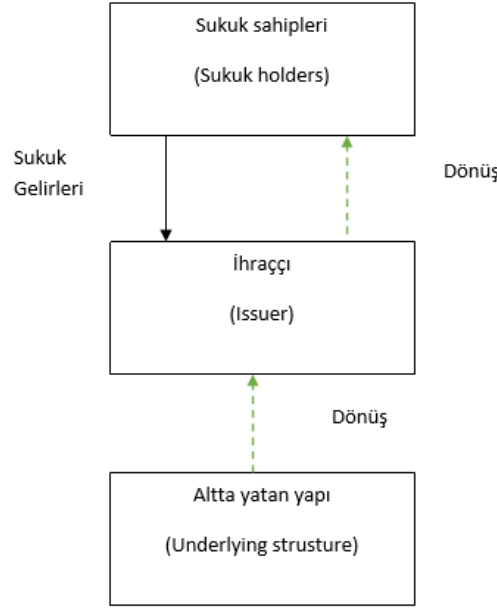 Sukuk sahipleri
(Sukuk holders)
Sukuk
Gelirleri
Dönüş
İhraççı
(Issuer)
Dönüş
Altta yatan yapı
(Underlying strusture)